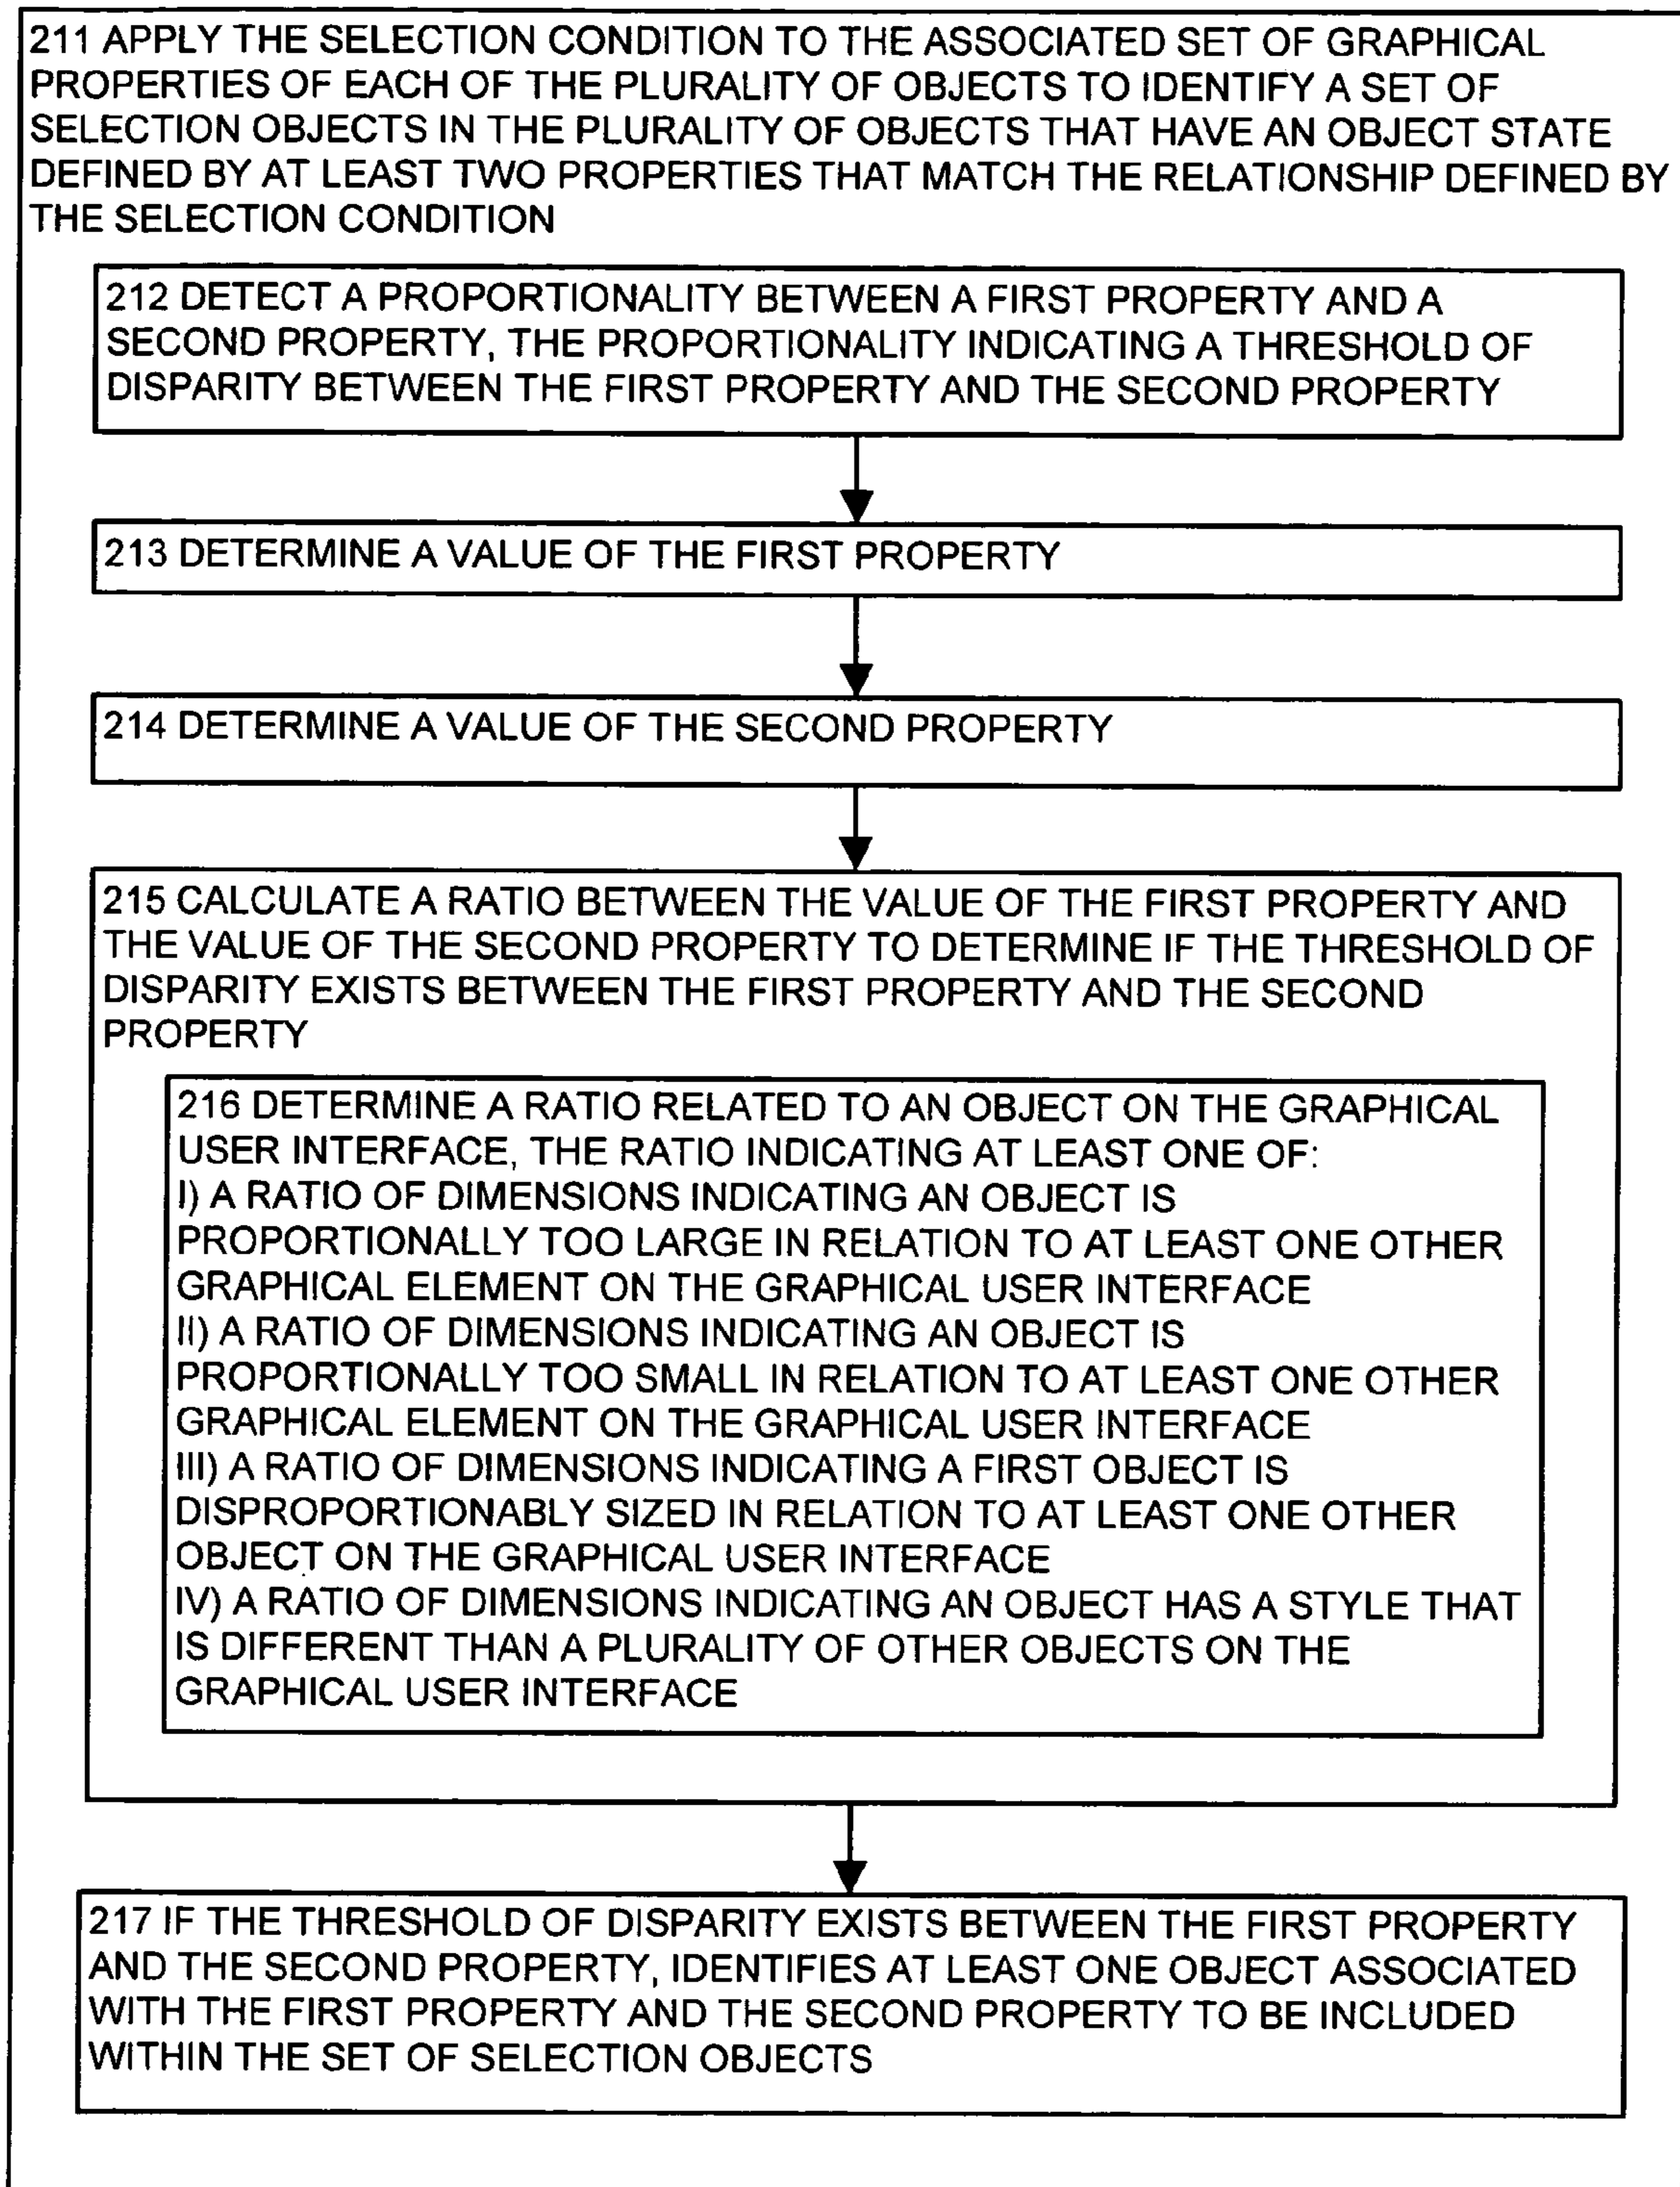 211 APPLY THE SELECTION CONDITION TO THE ASSOCIATED SET OF GRAPHICAL
PROPERTIES OF EACH OF THE PLURALITY OF OBJECTS TO IDENTIFY A SET OF
SELECTION OBJECTS IN THE PLURALITY OF OBJECTS THAT HAVE AN OBJECT STATE
DEFINED BY AT LEAST TWO PROPERTIES THAT MATCH THE RELATIONSHIP DEFINED BY
THE SELECTION CONDITION
212 DETECT A PROPORTIONALITY BETWEEN A FIRST PROPERTY AND A
SECOND PROPERTY, THE PROPORTIONALITY INDICATING A THRESHOLD OF
DISPARITY BETWEEN THE FIRST PROPERTY AND THE SECOND PROPERTY
213 DETERMINE A VALUE OF THE FIRST PROPERTY
214 DETERMINE A VALUE OF THE SECOND PROPERTY
215 CALCULATE A RATIO BETWEEN THE VALUE OF THE FIRST PROPERTY AND
THE VALUE OF THE SECOND PROPERTY TO DETERMINE IF THE THRESHOLD OF
DISPARITY EXISTS BETWEEN THE FIRST PROPERTY AND THE SECOND
PROPERTY
216 DETERMINE A RATIO RELATED TO AN OBJECT ON THE GRAPHICAL
USER INTERFACE, THE RATIO INDICATING AT LEAST ONE OF:
I) A RATIO OF DIMENSIONS INDICATING AN OBJECT IS
PROPORTIONALLY TOO LARGE IN RELATION TO AT LEAST ONE OTHER
GRAPHICAL ELEMENT ON THE GRAPHICAL USER INTERFACE
II) A RATIO OF DIMENSIONS INDICATING AN OBJECT IS
PROPORTIONALLY TOO SMALL IN RELATION TO AT LEAST ONE OTHER
GRAPHICAL ELEMENT ON THE GRAPHICAL USER INTERFACE
III) A RATIO OF DIMENSIONS INDICATING A FIRST OBJECT IS
DISPROPORTIONABLY SIZED IN RELATION TO AT LEAST ONE OTHER
OBJECT ON THE GRAPHICAL USER INTERFACE
IV) A RATIO OF DIMENSIONS INDICATING AN OBJECT HAS A STYLE THAT
IS DIFFERENT THAN A PLURALITY OF OTHER OBJECTS ON THE
GRAPHICAL USER INTERFACE
217 IF THE THRESHOLD OF DISPARITY EXISTS BETWEEN THE FIRST PROPERTY
AND THE SECOND PROPERTY, IDENTIFIES AT LEAST ONE OBJECT ASSOCIATED
WITH THE FIRST PROPERTY AND THE SECOND PROPERTY TO BE INCLUDED
WITHIN THE SET OF SELECTION OBJECTS